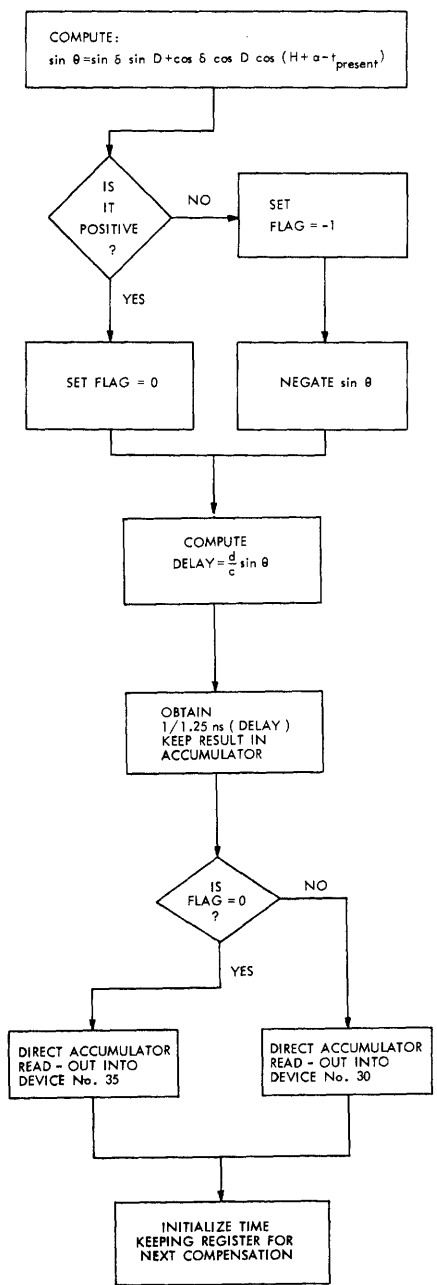 COMPUTE:
sin θ=sin δ sin D+cos δ cos D cos (H+ α-t present)
IS
IT
POSITIVE
?
NO
SET
FLAG = -1
YES
SET FLAG = 0
NEGATE sin θ
COMPUTE
DELAY= d/c sin θ
OBTAIN
1/1.25 ns ( DELAY )
KEEP RESULT IN
ACCUMULATOR
IS
FLAG = 0
?
NO
YES
DIRECT ACCUMULATOR
READ - OUT INTO
DEVICE No. 35
DIRECT ACCUMULATOR
READ - OUT INTO
DEVICE No. 30
INITIALIZE TIME
KEEPING REGISTER FOR
NEXT COMPENSATION